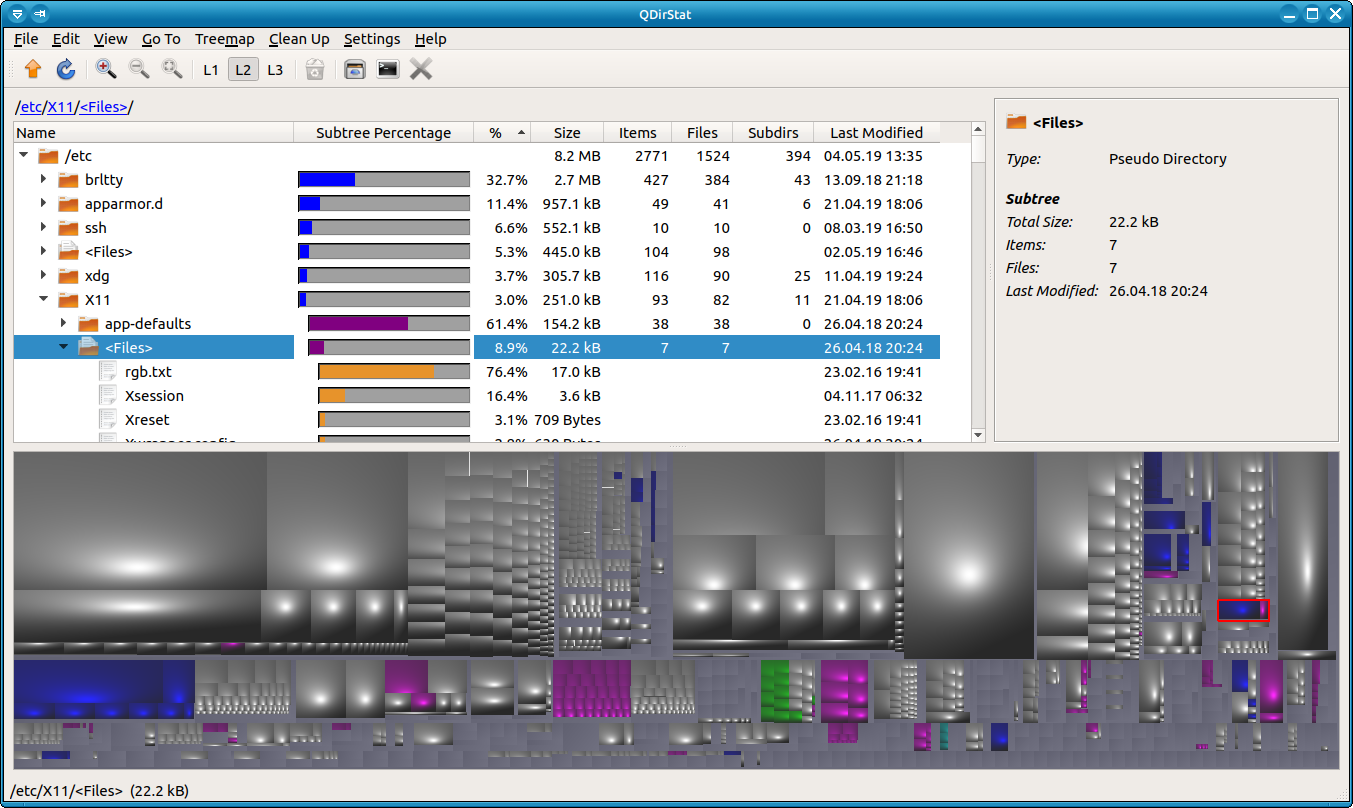 QDirStat
File Edit View Go To Treemap Clean Up Settings Help
L1 L2 L3
/etc/X11/<Files>/
Name Subtree Percentage % Size Items Files Subdirs Last Modified
/etc 8.2 MB 2771 1524 394 04.05.19 13:35
brltty 32.7% 2.7 MB 427 384 43 13.09.18 21:18
apparmor.d 11.4% 957.1 kB 49 41 6 21.04.19 18:06
ssh 6.6% 552.1 kB 10 10 0 08.03.19 16:50
<Files> 5.3% 445.0 kB 104 98 02.05.19 16:46
xdg 3.7% 305.7 kB 116 90 25 11.04.19 19:24
X11 3.0% 251.0 kB 93 82 11 21.04.19 18:06
app-defaults 61.4% 154.2 kB 38 38 0 26.04.18 20:24
<Files> 8.9% 22.2 kB 7 7 26.04.18 20:24
rgb.txt 76.4% 17.0 kB 23.02.16 19:41
Xsession 16.4% 3.6 kB 04.11.17 06:32
Xreset 3.1% 709 Bytes 23.02.16 19:41
<Files>
Type: Pseudo Directory
Subtree
Total Size: 22.2 kB
Items: 7
Files: 7
Last Modified: 26.04.18 20:24
/etc/X11/<Files> (22.2 kB)